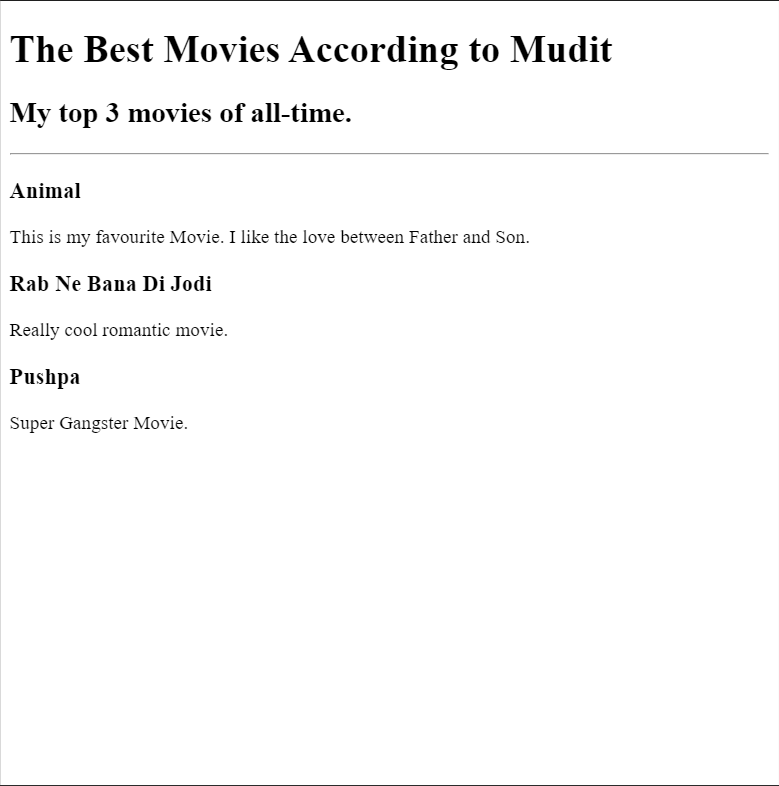 The Best Movies According to Mudit
My top 3 movies of all-time.
Animal
This is my favourite Movie. I like the love between Father and Son.
Rab Ne Bana Di Jodi
Really cool romantic movie.
Pushpa
Super Gangster Movie.